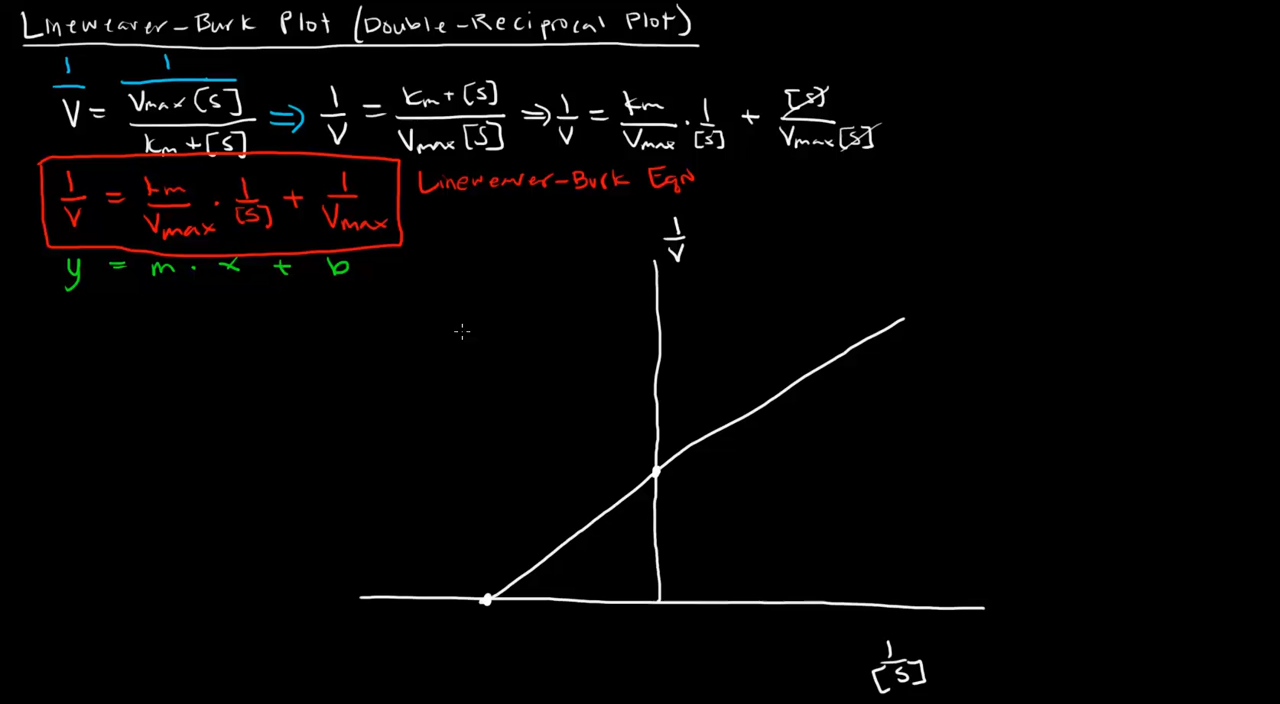 Lineweaver-Burk Plot (Double-Reciprocal Plot)
1/V = 1/(Vmax[S]/(km+[S])) ⇒ 1/V = (km+[S])/(Vmax[S]) ⇒ 1/V = km/Vmax · 1/[S] + [S]/(Vmax[S])
1/V = km/Vmax · 1/[S] + 1/Vmax Lineweaver-Burk Eqn
y = m · x + b
1/V
1/[S]